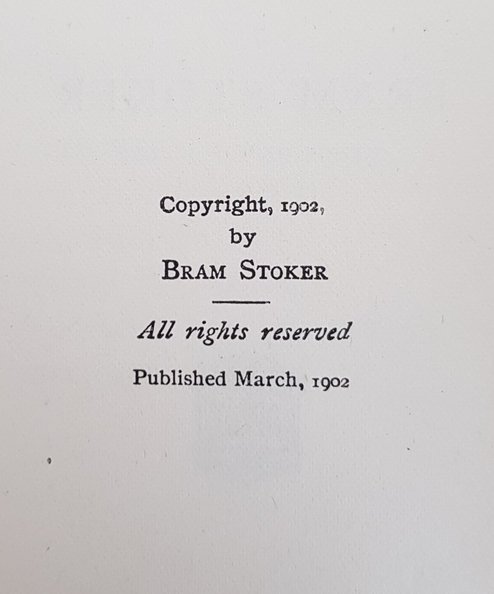 Copyright, 1902,
by
BRAM STOKER
All rights reserved
Published March, 1902